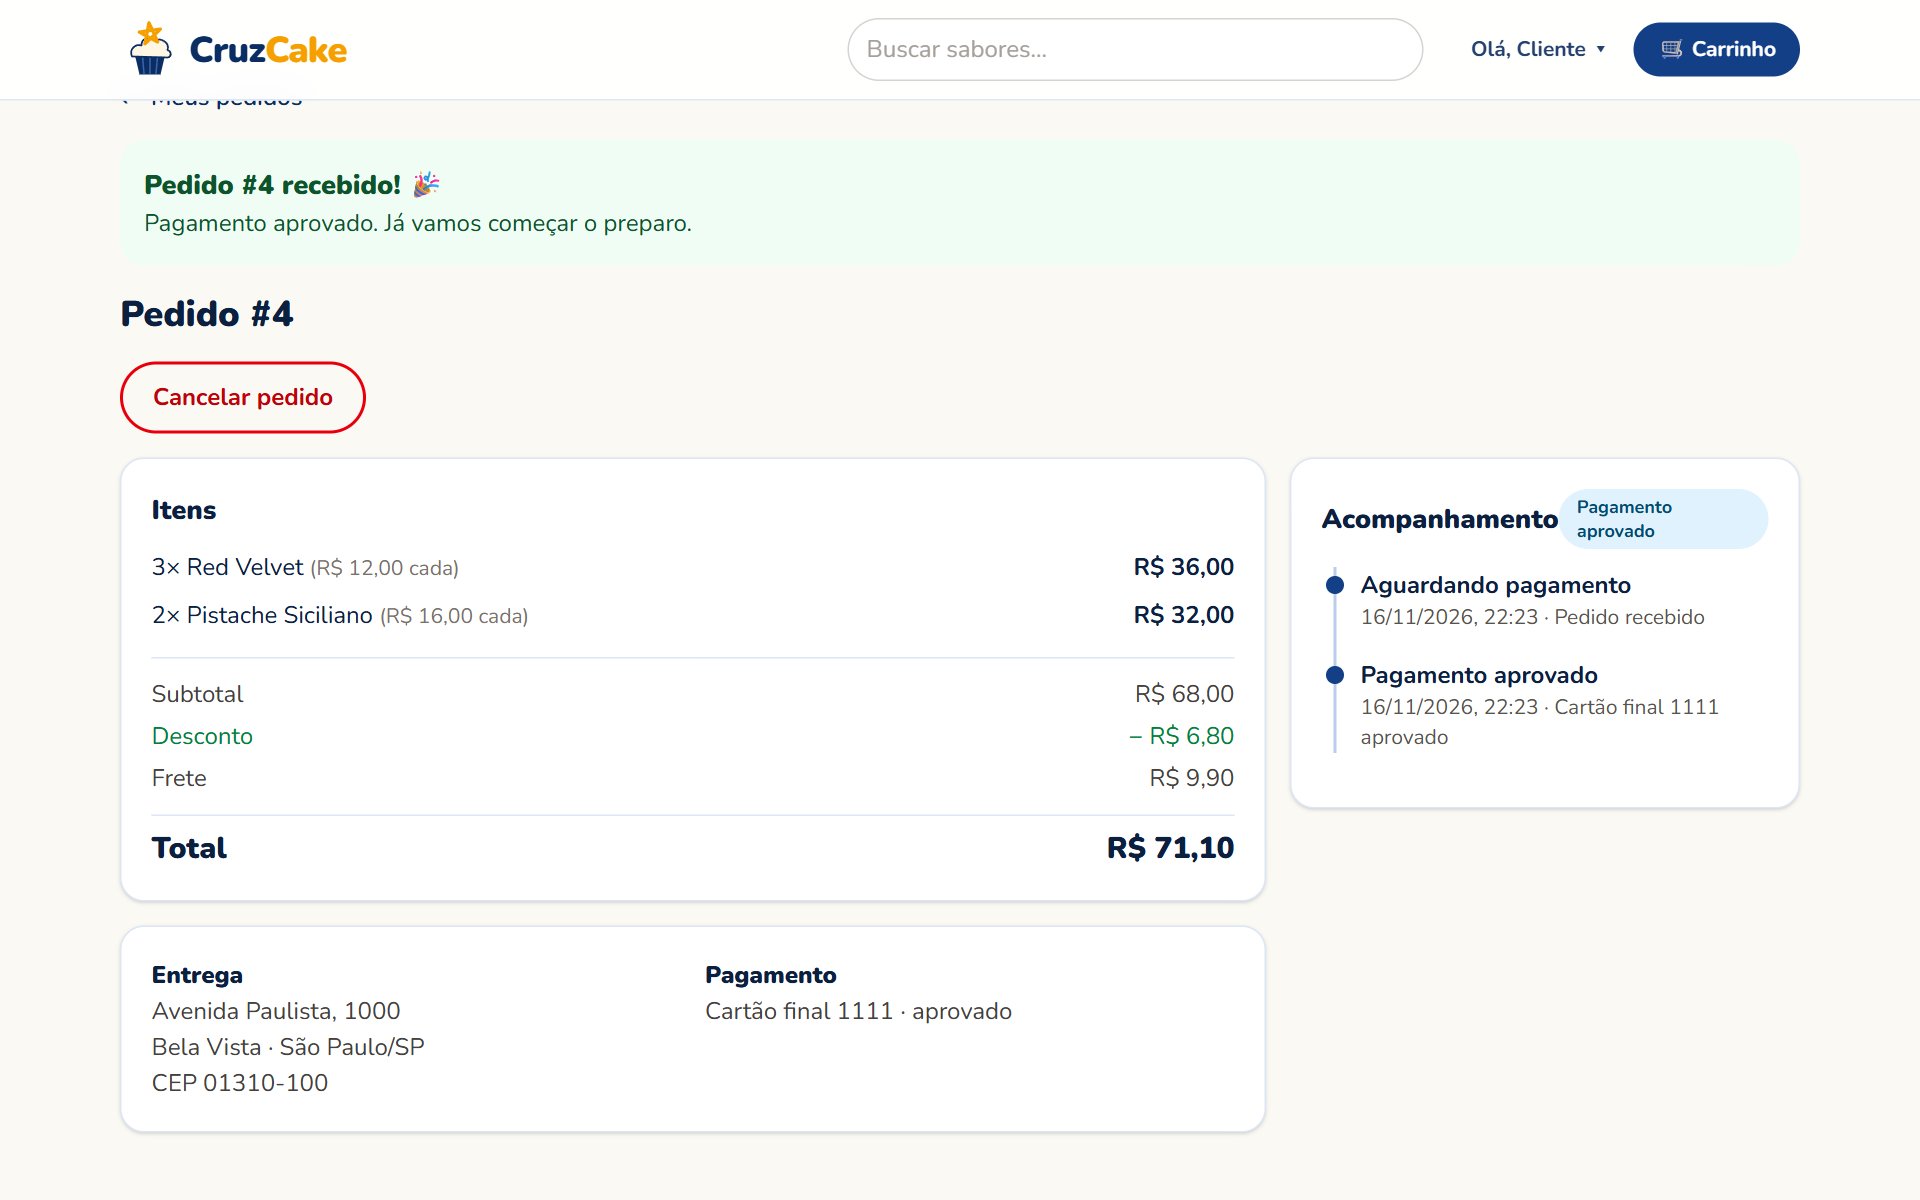 CruzCake
Buscar sabores...
Olá, Cliente
Carrinho
Meus pedidos
Pedido #4 recebido!
Pagamento aprovado. Já vamos começar o preparo.
Pedido #4
Cancelar pedido
Itens
3× Red Velvet (R$ 12,00 cada) R$ 36,00
2× Pistache Siciliano (R$ 16,00 cada) R$ 32,00
Subtotal R$ 68,00
Desconto – R$ 6,80
Frete R$ 9,90
Total R$ 71,10
Acompanhamento
Pagamento
aprovado
Aguardando pagamento
16/11/2026, 22:23 · Pedido recebido
Pagamento aprovado
16/11/2026, 22:23 · Cartão final 1111
aprovado
Entrega
Avenida Paulista, 1000
Bela Vista · São Paulo/SP
CEP 01310-100
Pagamento
Cartão final 1111 · aprovado